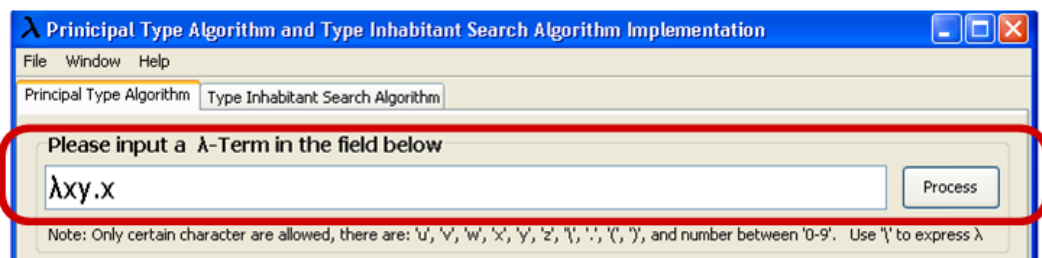 λ Prinicipal Type Algorithm and Type Inhabitant Search Algorithm Implementation
File Window Help
Principal Type Algorithm Type Inhabitant Search Algorithm
Please input a λ-Term in the field below
λxy.x Process
Note: Only certain character are allowed, there are: 'u', 'v', 'w', 'x', 'y', 'z', '\', '.', '(', ')', and number between '0-9'. Use '\' to express λ